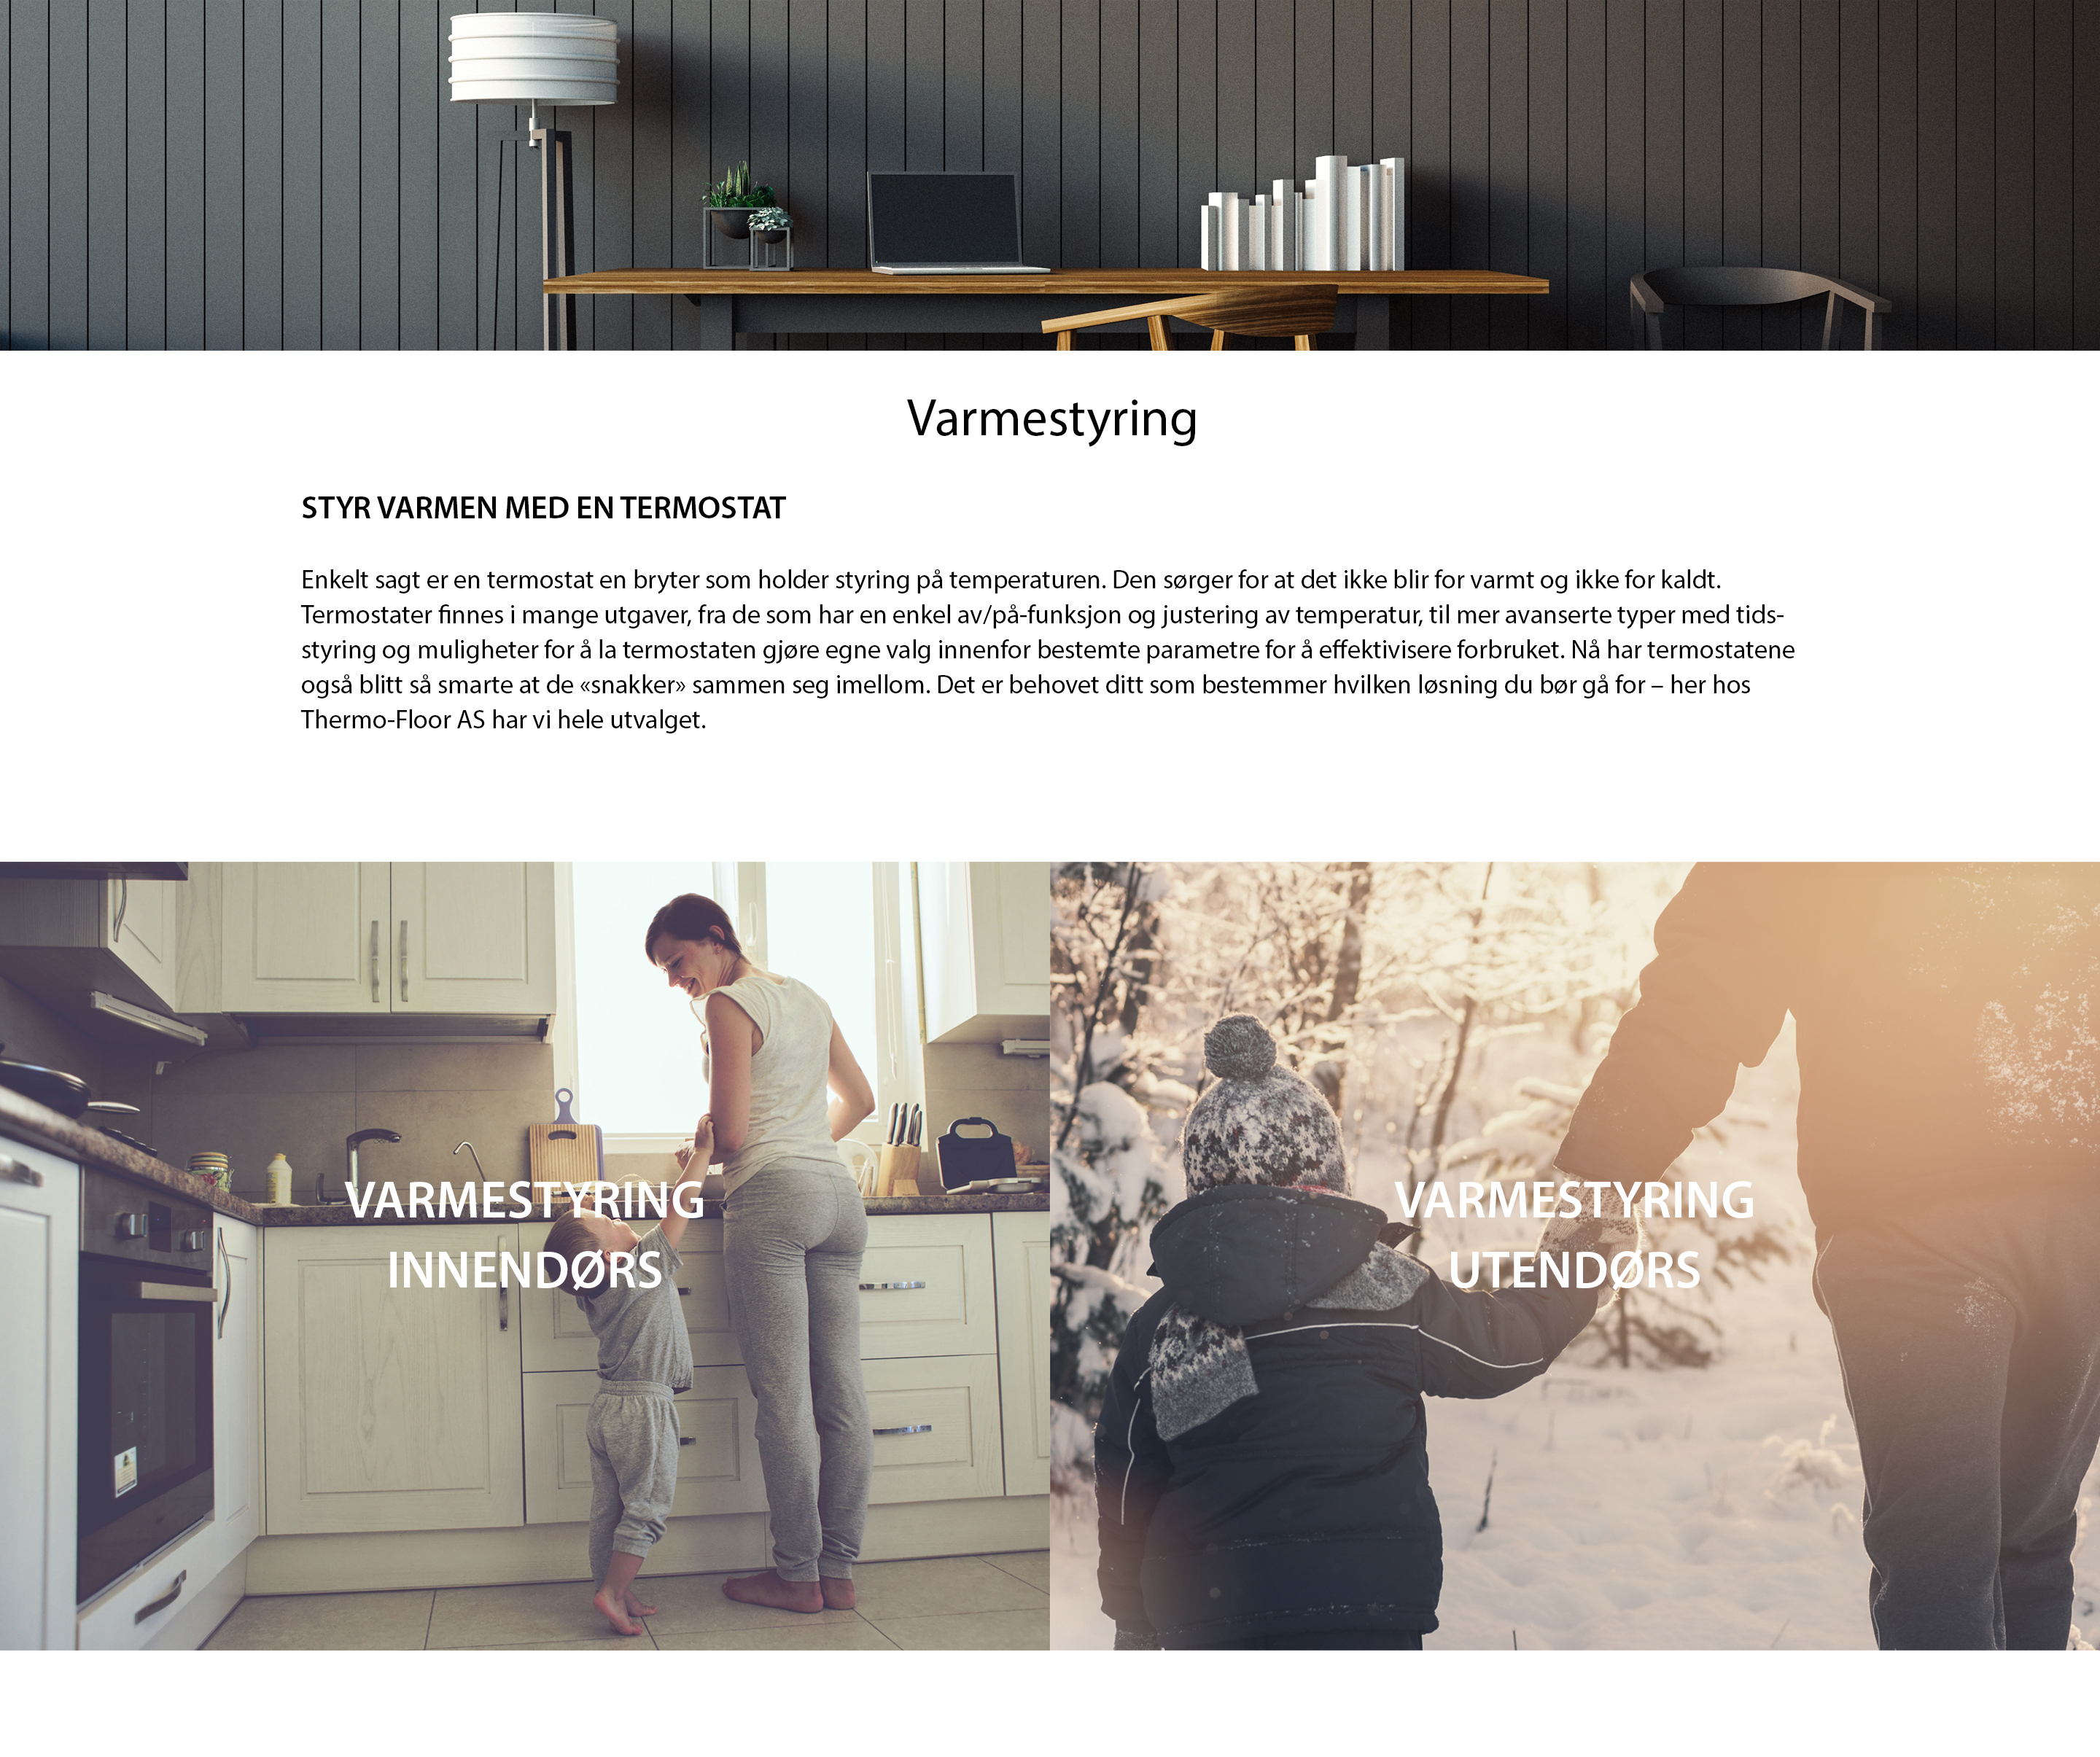 Varmestyring
STYR VARMEN MED EN TERMOSTAT
Enkelt sagt er en termostat en bryter som holder styring på temperaturen. Den sørger for at det ikke blir for varmt og ikke for kaldt.
Termostater finnes i mange utgaver, fra de som har en enkel av/på-funksjon og justering av temperatur, til mer avanserte typer med tids-
styring og muligheter for å la termostaten gjøre egne valg innenfor bestemte parametre for å effektivisere forbruket. Nå har termostatene
også blitt så smarte at de «snakker» sammen seg imellom. Det er behovet ditt som bestemmer hvilken løsning du bør gå for – her hos
Thermo-Floor AS har vi hele utvalget.
VARMESTYRING
INNENDØRS
VARMESTYRING
UTENDØRS